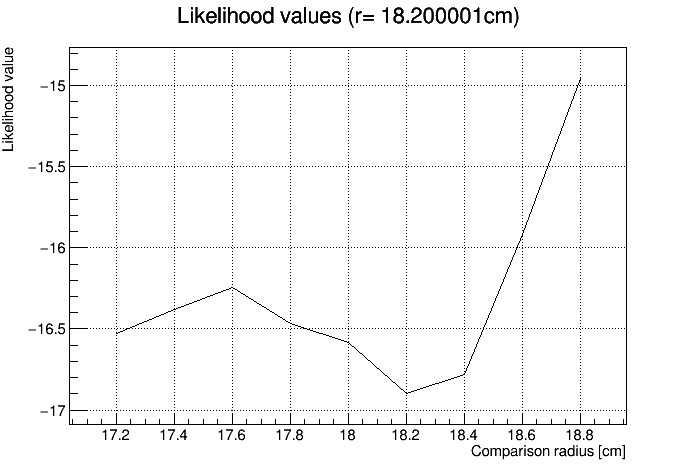 Likelihood values (r= 18.200001cm)
Likelihood value
−15
−15.5
−16
−16.5
−17
17.2 17.4 17.6 17.8 18 18.2 18.4 18.6 18.8
Comparison radius [cm]